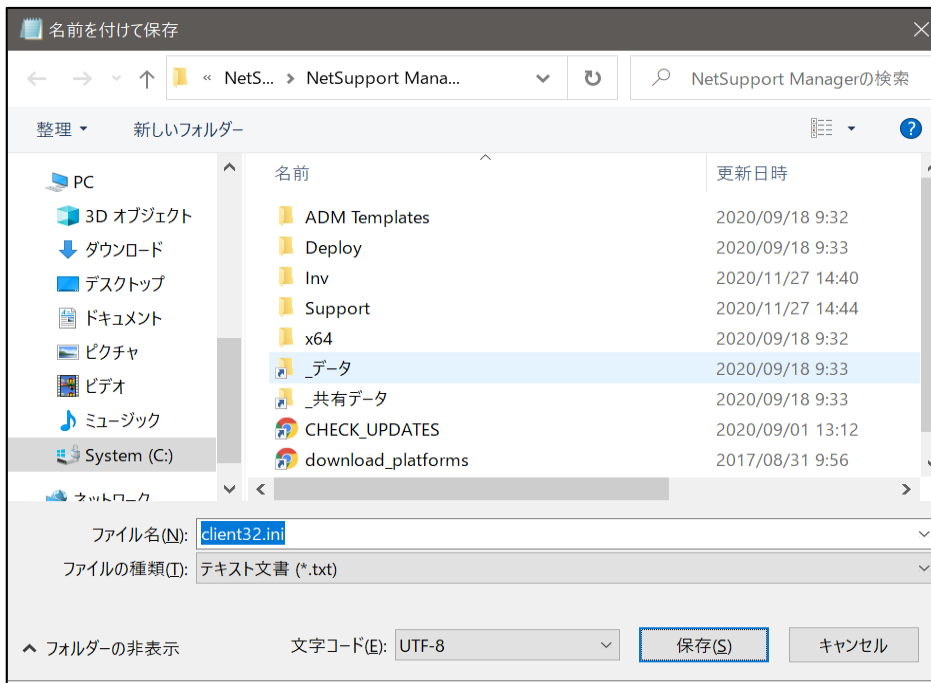 名前を付けて保存
« NetS... > NetSupport Mana...
NetSupport Managerの検索
整理
新しいフォルダー
?
PC
3D オブジェクト
ダウンロード
デスクトップ
ドキュメント
ピクチャ
ビデオ
ミュージック
System (C:)
ネットワーク
名前 更新日時
ADM Templates 2020/09/18 9:32
Deploy 2020/09/18 9:33
Inv 2020/11/27 14:40
Support 2020/11/27 14:44
x64 2020/09/18 9:32
_データ 2020/09/18 9:33
_共有データ 2020/09/18 9:33
CHECK_UPDATES 2020/09/01 13:12
download_platforms 2017/08/31 9:56
ファイル名(N): client32.ini
ファイルの種類(T): テキスト文書 (*.txt)
フォルダーの非表示
文字コード(E): UTF-8
保存(S)
キャンセル